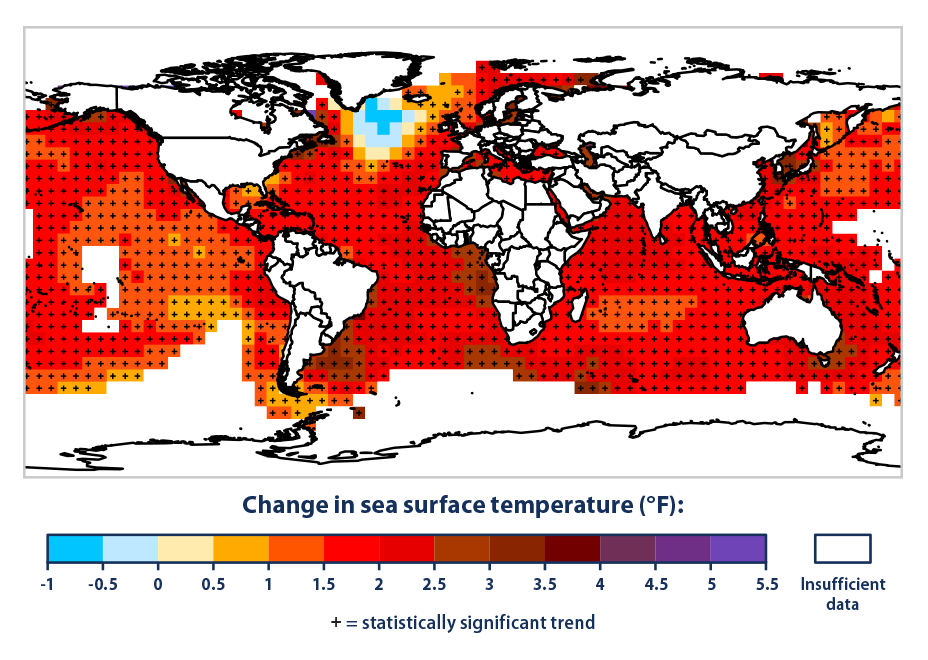 Change in sea surface temperature (°F):
-1 -0.5 0 0.5 1 1.5 2 2.5 3 3.5 4 4.5 5 5.5
Insufficient
data
+ = statistically significant trend